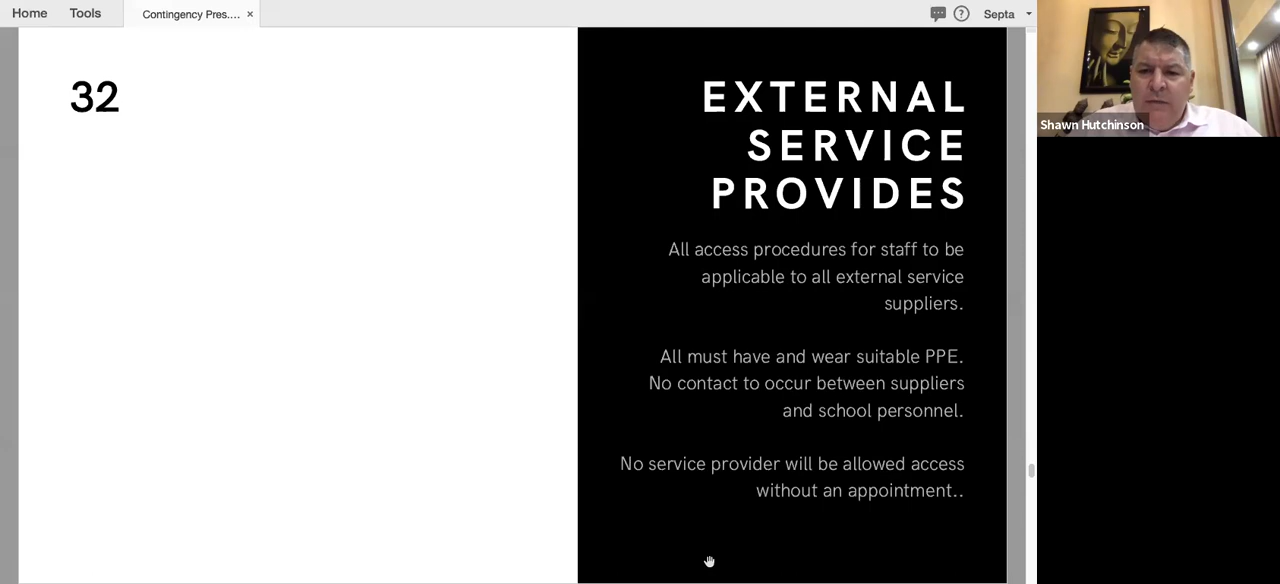 Home
Tools
Contingency Pres....
×
?
Septa
32
EXTERNAL
SERVICE
PROVIDES
All access procedures for staff to be
applicable to all external service
suppliers.
All must have and wear suitable PPE.
No contact to occur between suppliers
and school personnel.
No service provider will be allowed access
without an appointment..
Shawn Hutchinson